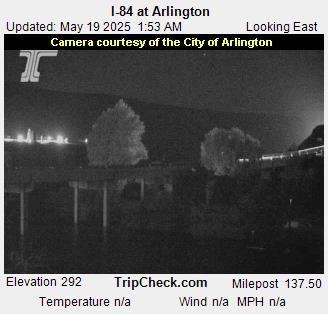 I-84 at Arlington
Updated: May 19 2025 1:53 AM Looking East
Camera courtesy of the City of Arlington
Elevation 292 TripCheck.com Milepost 137.50
Temperature n/a Wind n/a MPH n/a